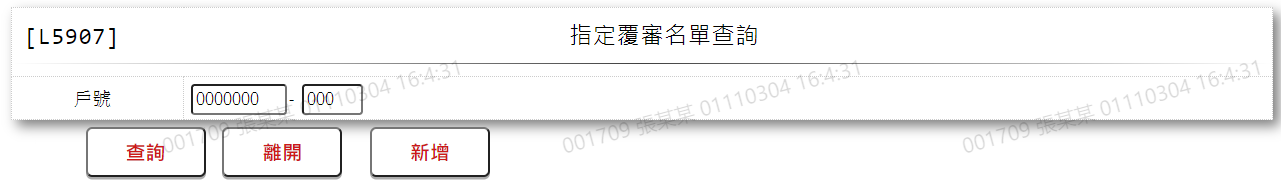 [L5907] 指定覆審名單查詢
戶號 0000000 - 000
001709 張某某 01110304 16:4:31
001709 張某某 01110304 16:4:31
001709 張某某 01110304 16:4:31
查詢 離開 新增